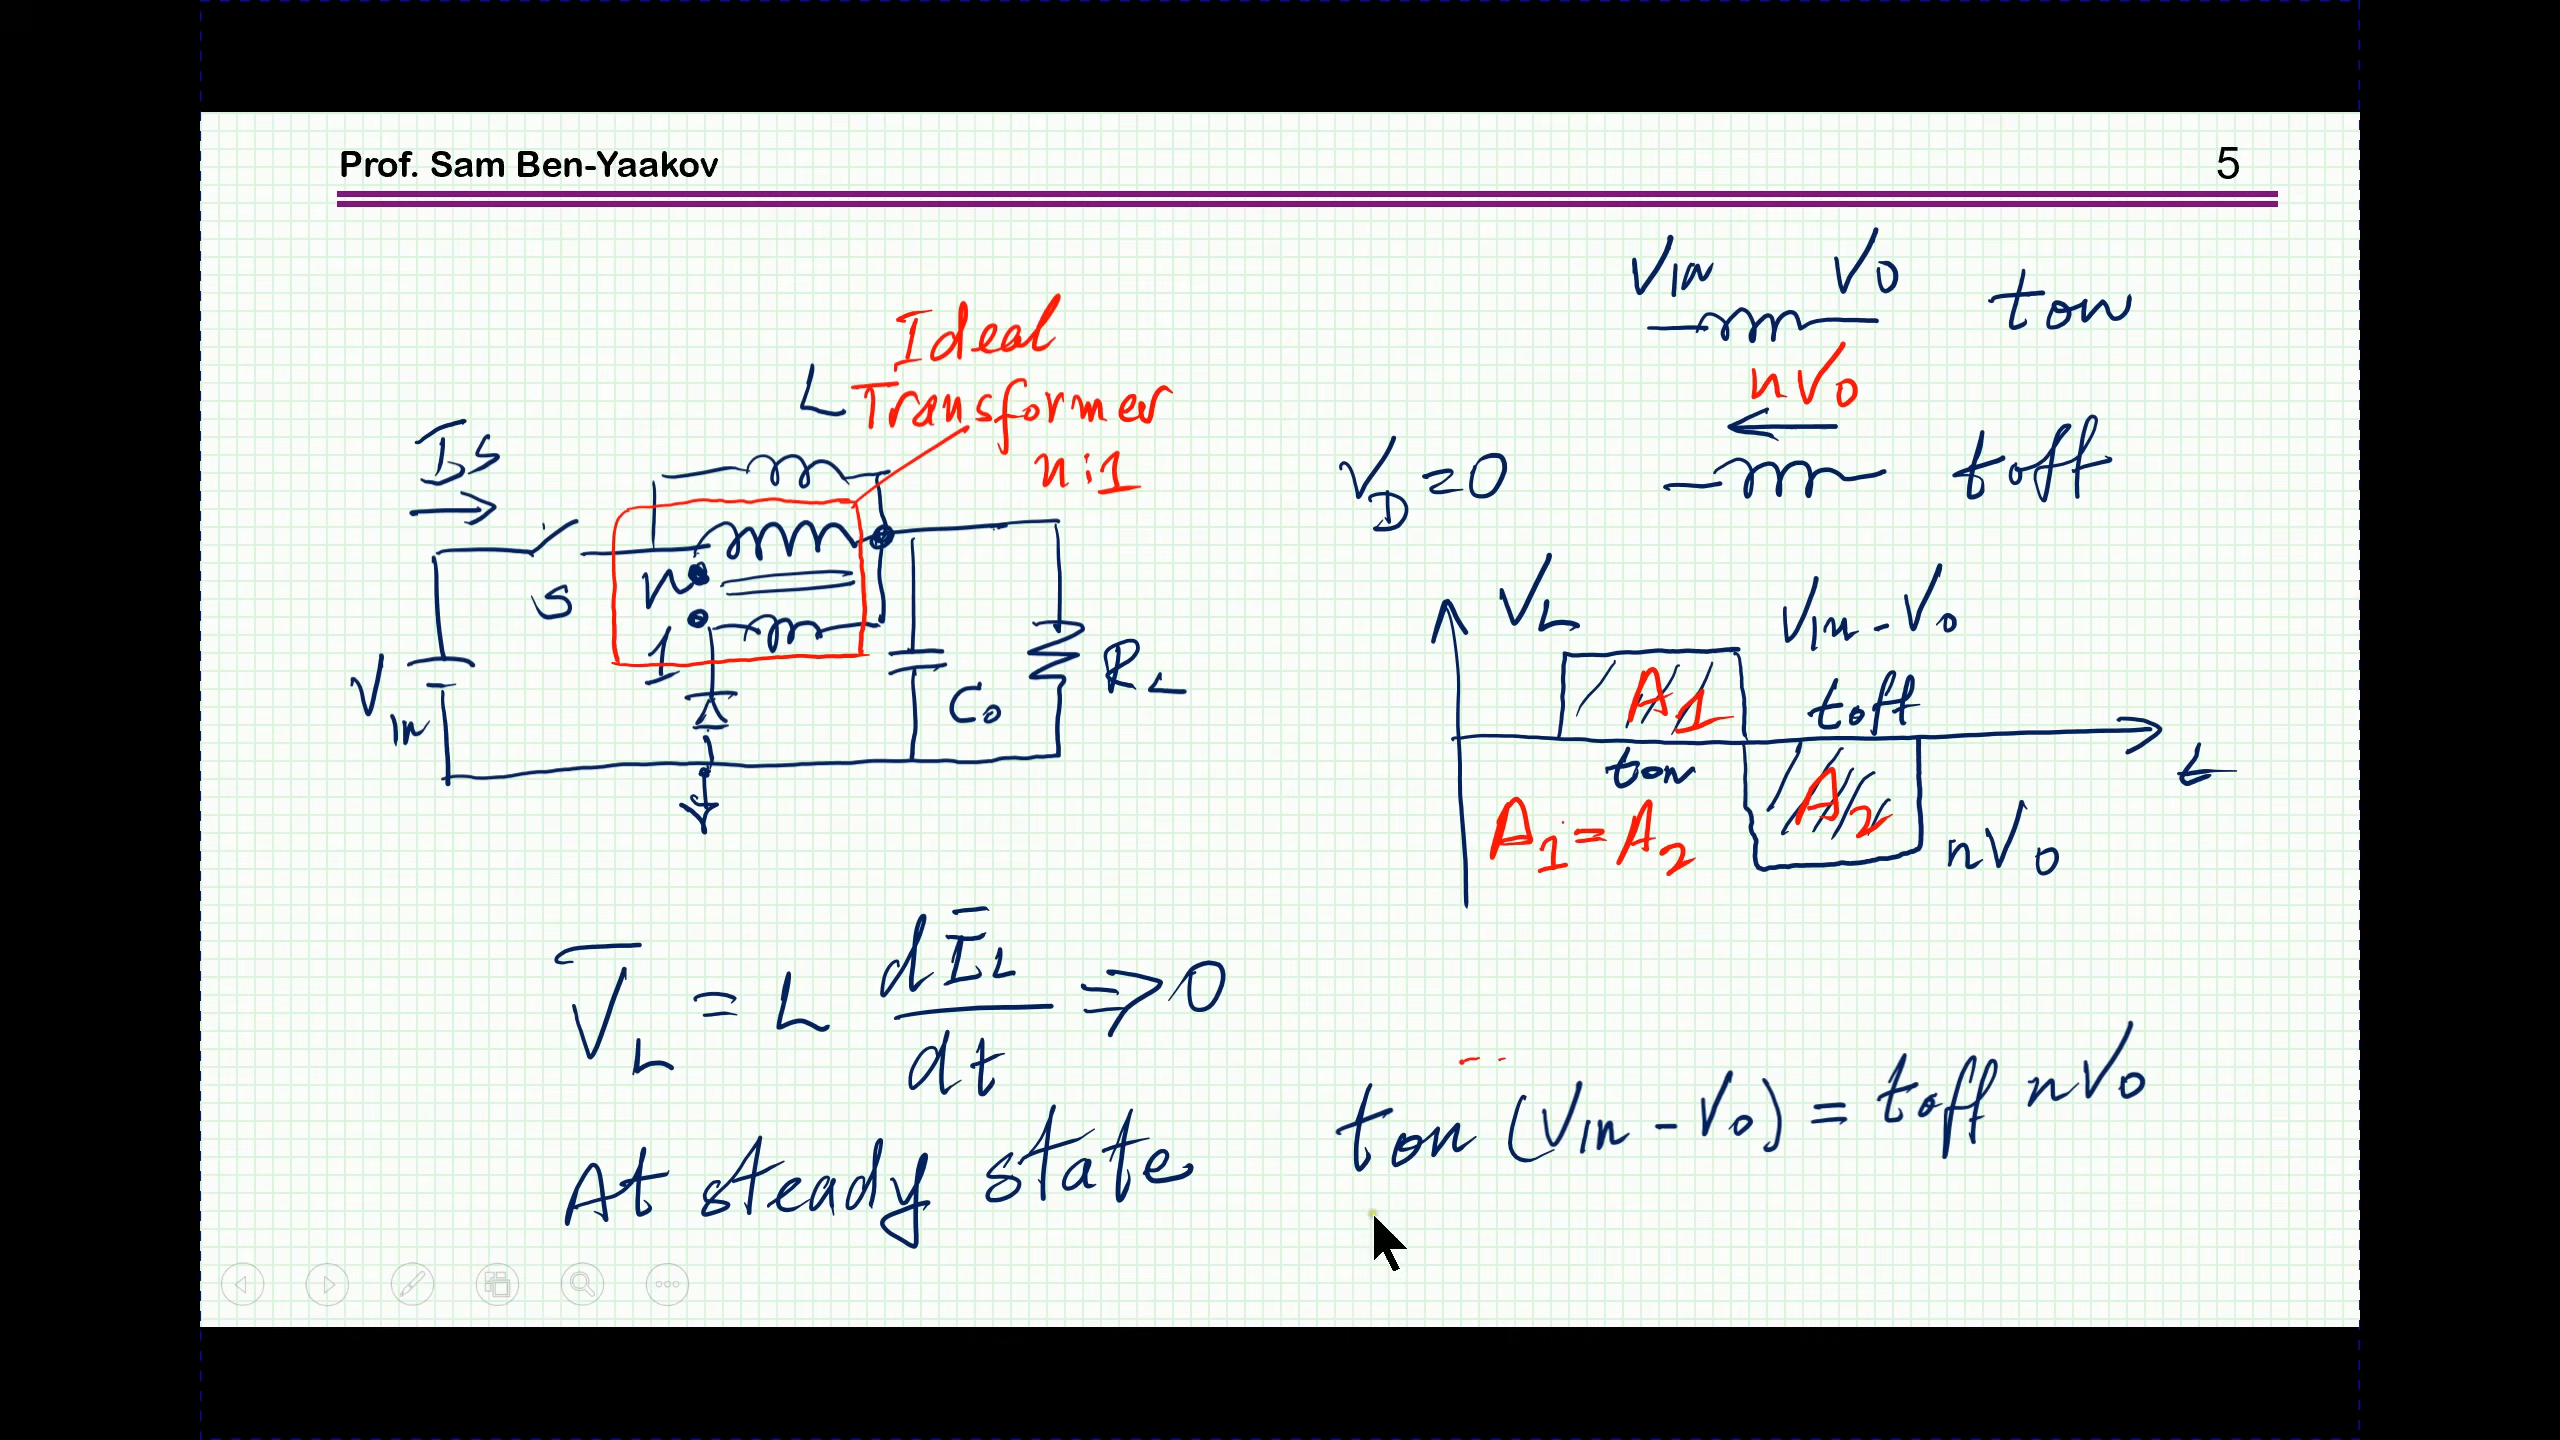 Prof. Sam Ben-Yaakov
5
Ideal
L Transformer
n:1
IS
S
n
1
VIN
Co
RL
VIN Vo ton
nVo
VD=0 toff
VL
VIN-Vo
A1
toff
ton
t
A1=A2
A2
nVo
V̅L = L dI̅L/dt ⇒ 0
At steady state
ton (VIN - Vo) = toff nVo